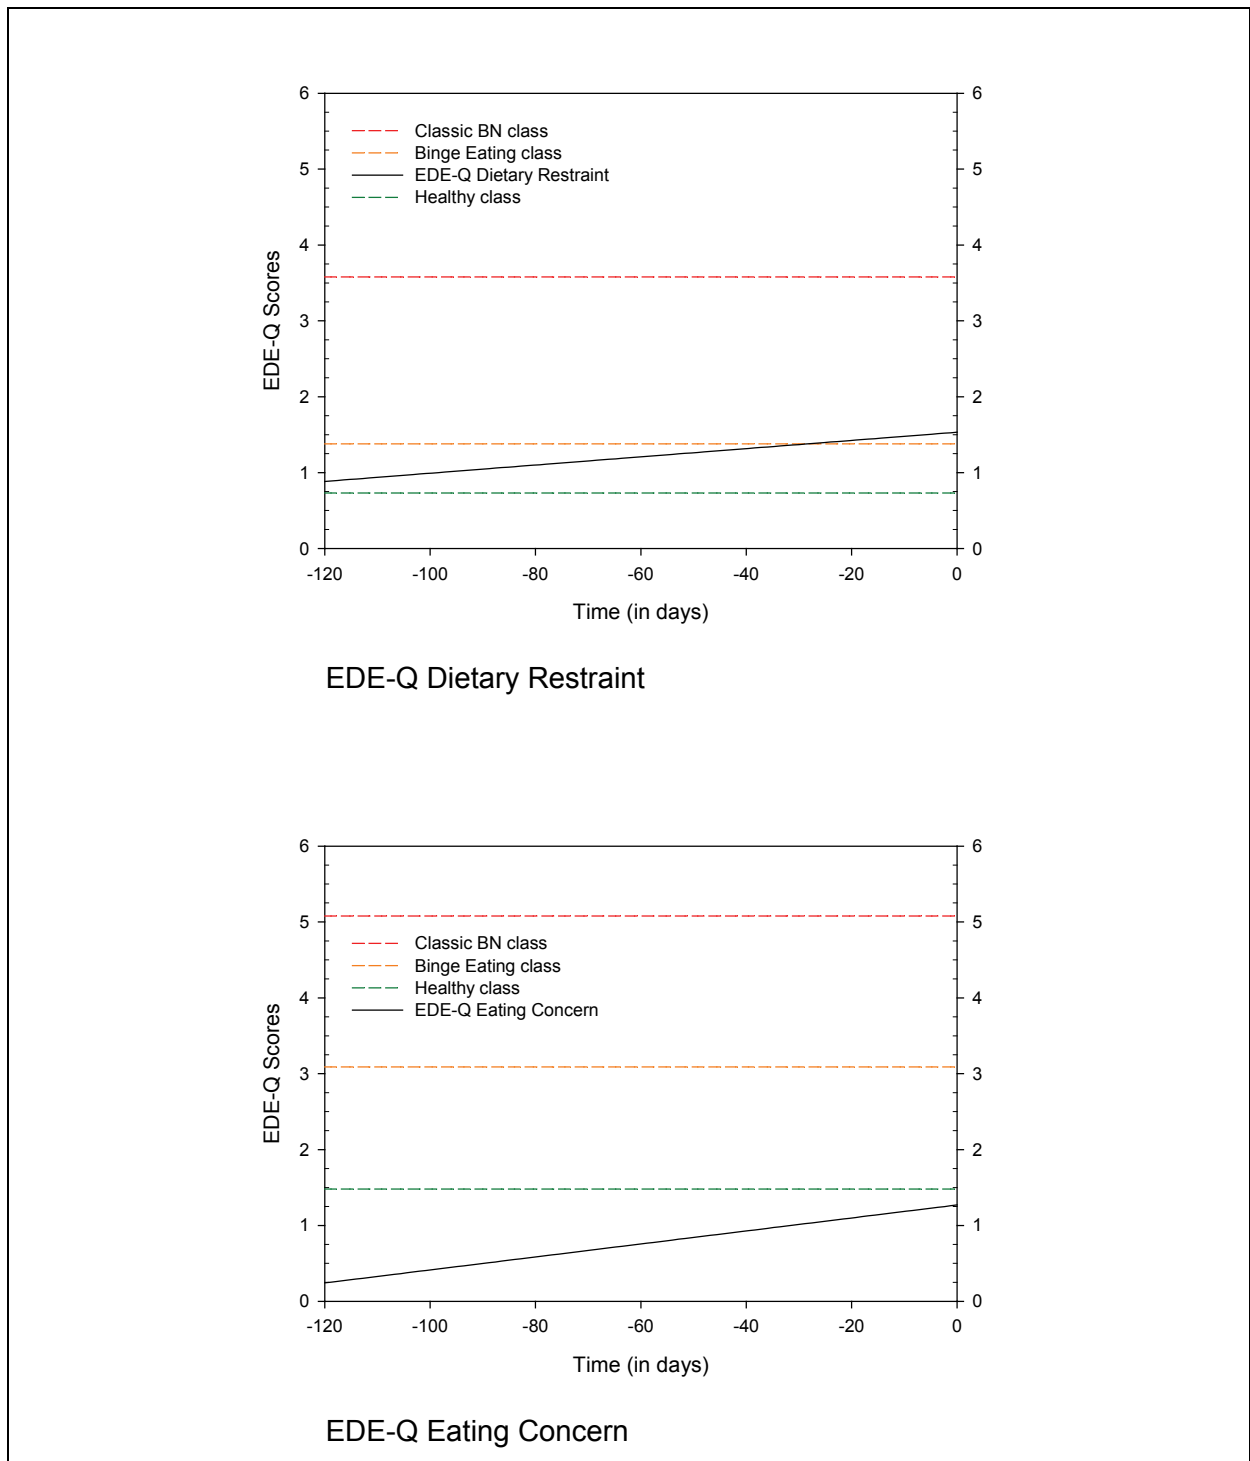 6 6
Classic BN class
5 Binge Eating class 5
EDE-Q Dietary Restraint
Healthy class
4 4
EDE-Q Scores
3 3
2 2
1 1
0 0
-120 -100 -80 -60 -40 -20 0
Time (in days)
EDE-Q Dietary Restraint
6 6
5 5
Classic BN class
Binge Eating class
Healthy class
4 4
EDE-Q Eating Concern
EDE-Q Scores
3 3
2 2
1 1
0 0
-120 -100 -80 -60 -40 -20 0
Time (in days)
EDE-Q Eating Concern